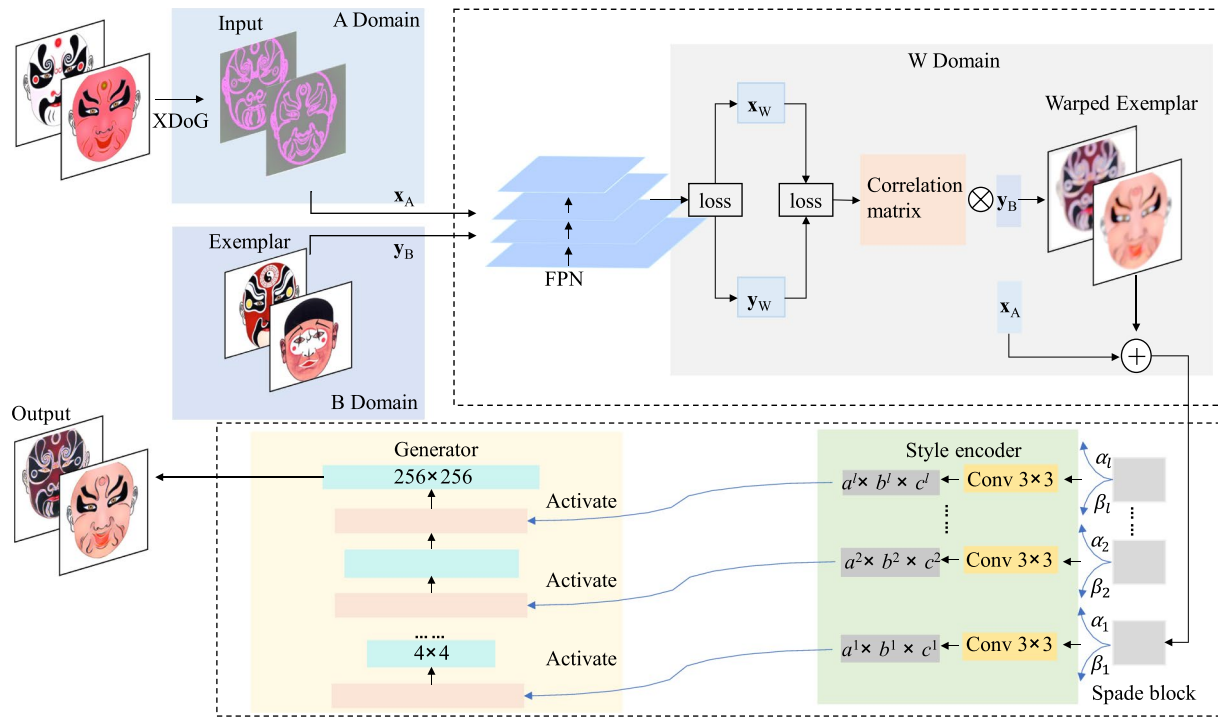 Input
A Domain
XDoG
x_A
Exemplar
y_B
B Domain
FPN
W Domain
loss
x_W
y_W
loss
Correlation
matrix
⊗
y_B
Warped Exemplar
x_A
+
Output
Generator
256×256
Activate
Activate
... ...
4×4
Activate
Style encoder
a^l× b^l × c^l
Conv 3×3
α_l
β_l
a^2× b^2 × c^2
Conv 3×3
α_2
β_2
a^1× b^1 × c^1
Conv 3×3
α_1
β_1
Spade block